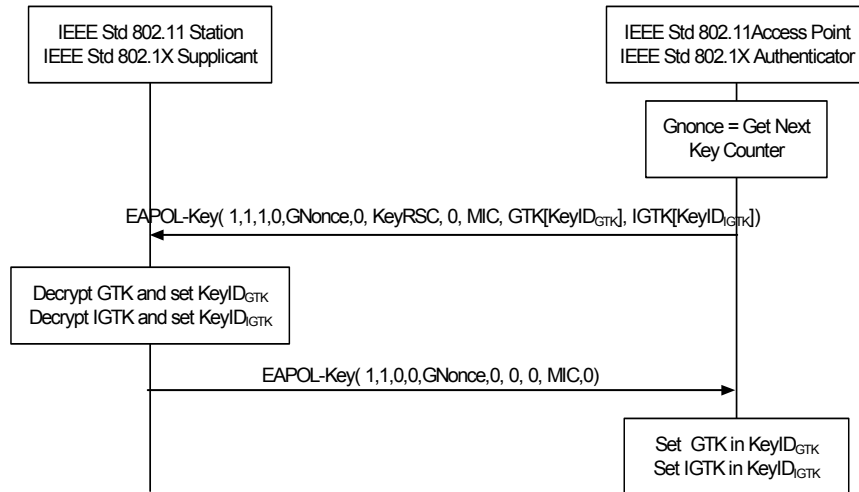 IEEE Std 802.11 Station
IEEE Std 802.1X Supplicant
IEEE Std 802.11Access Point
IEEE Std 802.1X Authenticator
Gnonce = Get Next
Key Counter
EAPOL-Key( 1,1,1,0,GNonce,0, KeyRSC, 0, MIC, GTK[KeyIDGTK], IGTK[KeyIDIGTK])
Decrypt GTK and set KeyIDGTK
Decrypt IGTK and set KeyIDIGTK
EAPOL-Key( 1,1,0,0,GNonce,0, 0, 0, MIC,0)
Set GTK in KeyIDGTK
Set IGTK in KeyIDIGTK